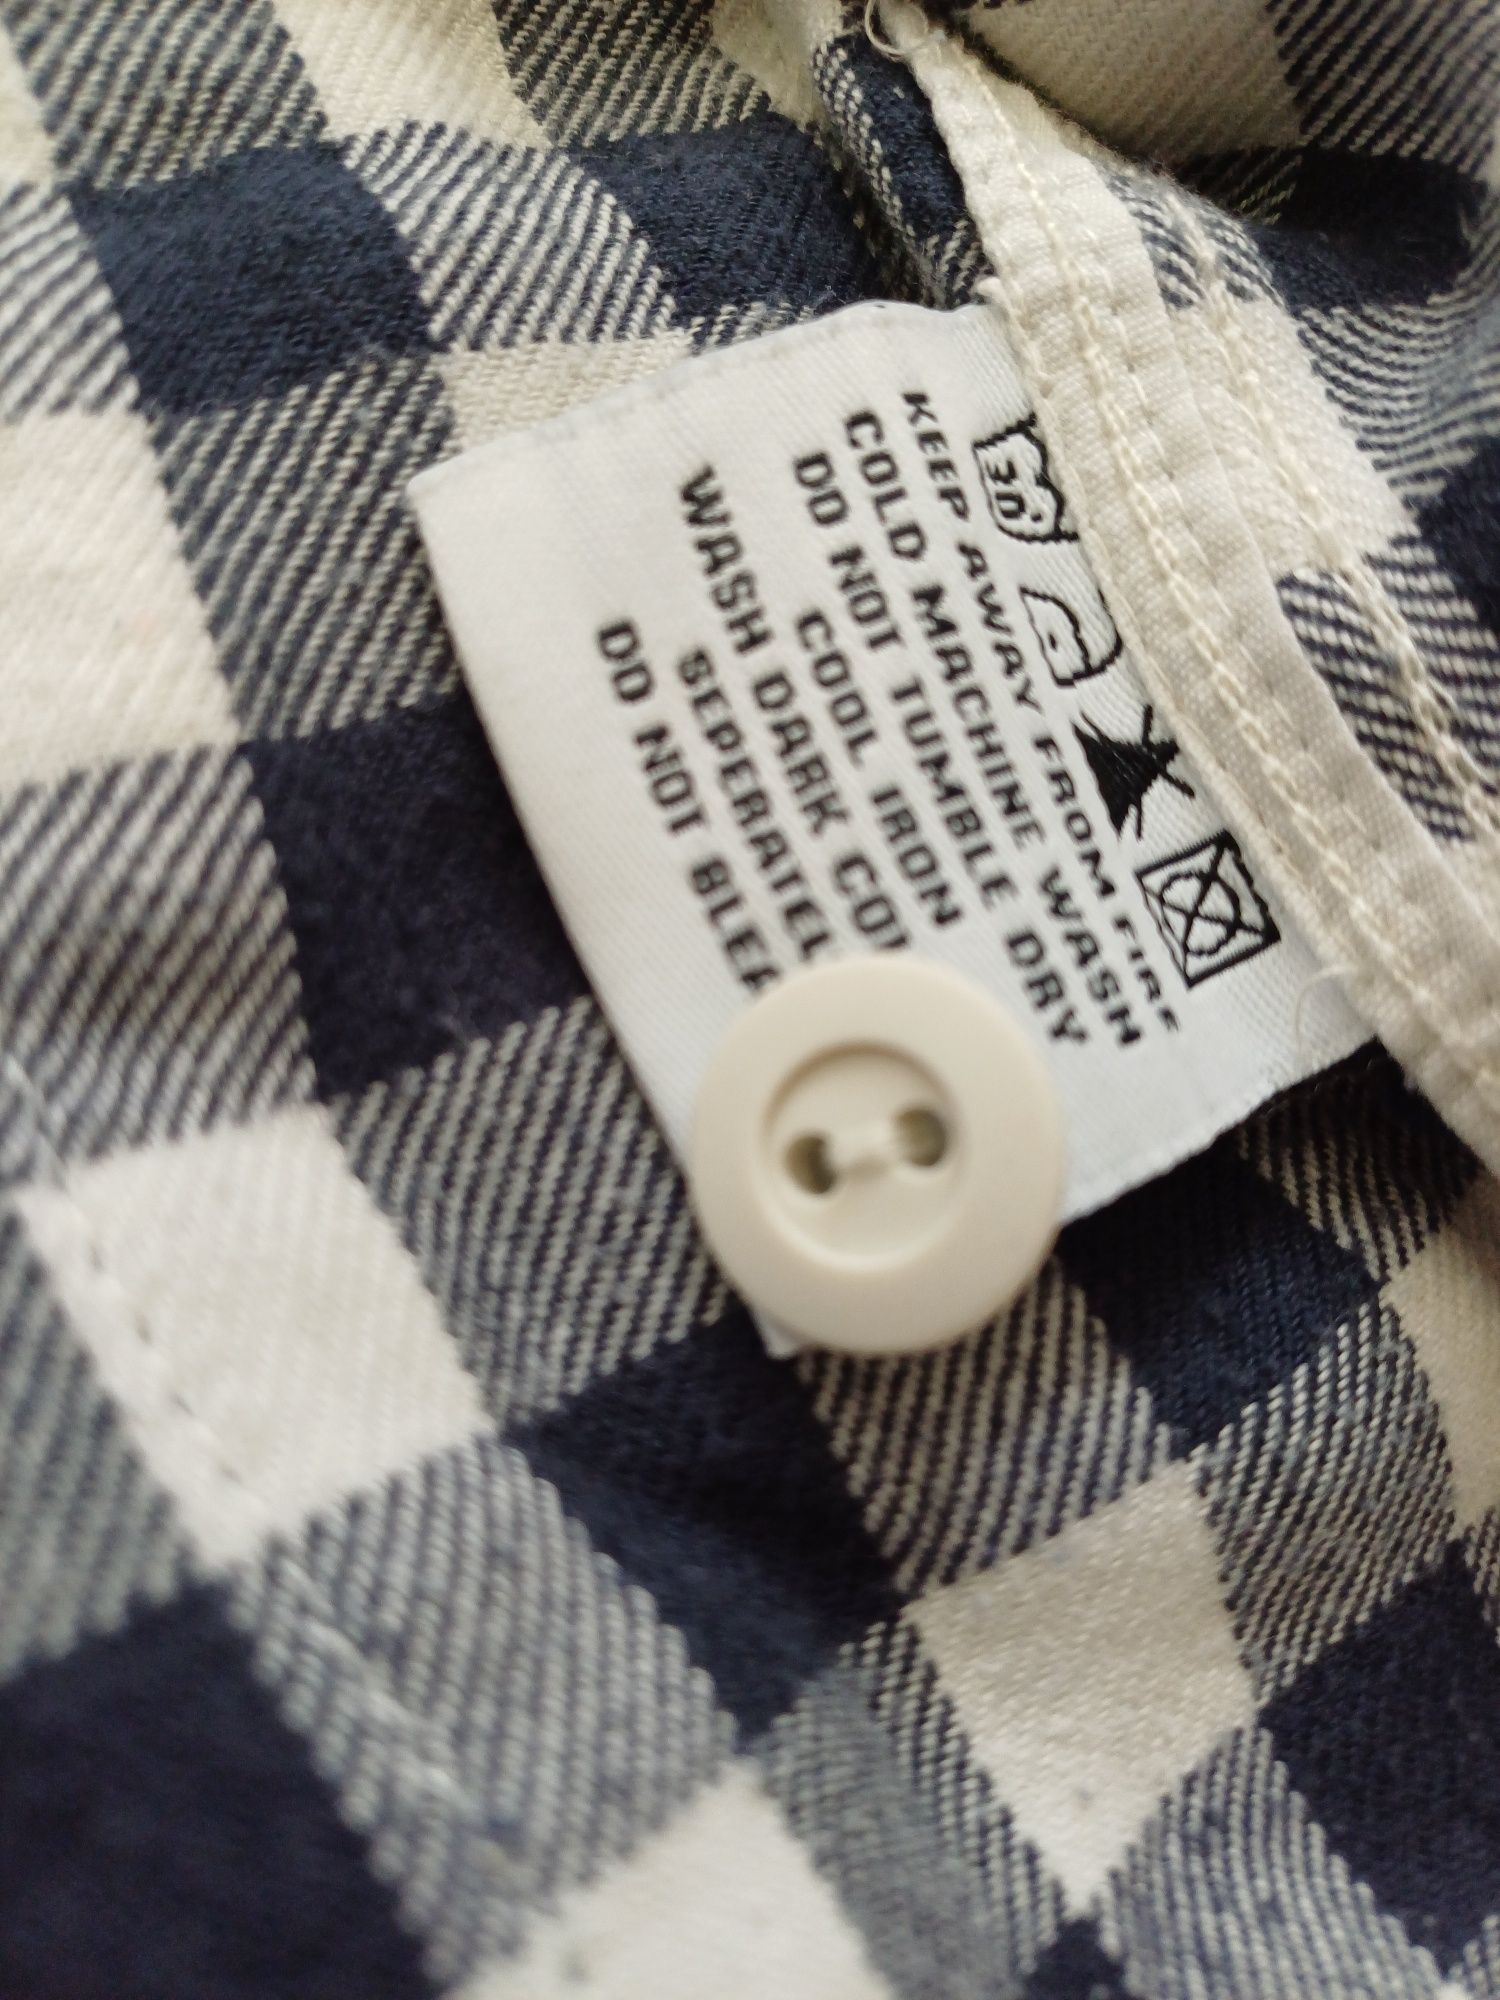 30°
KEEP AWAY FROM FIRE
COLD MACHINE WASH
DO NOT TUMBLE DRY
COOL IRON
WASH DARK COL
SEPERATEL
DO NOT BLEA